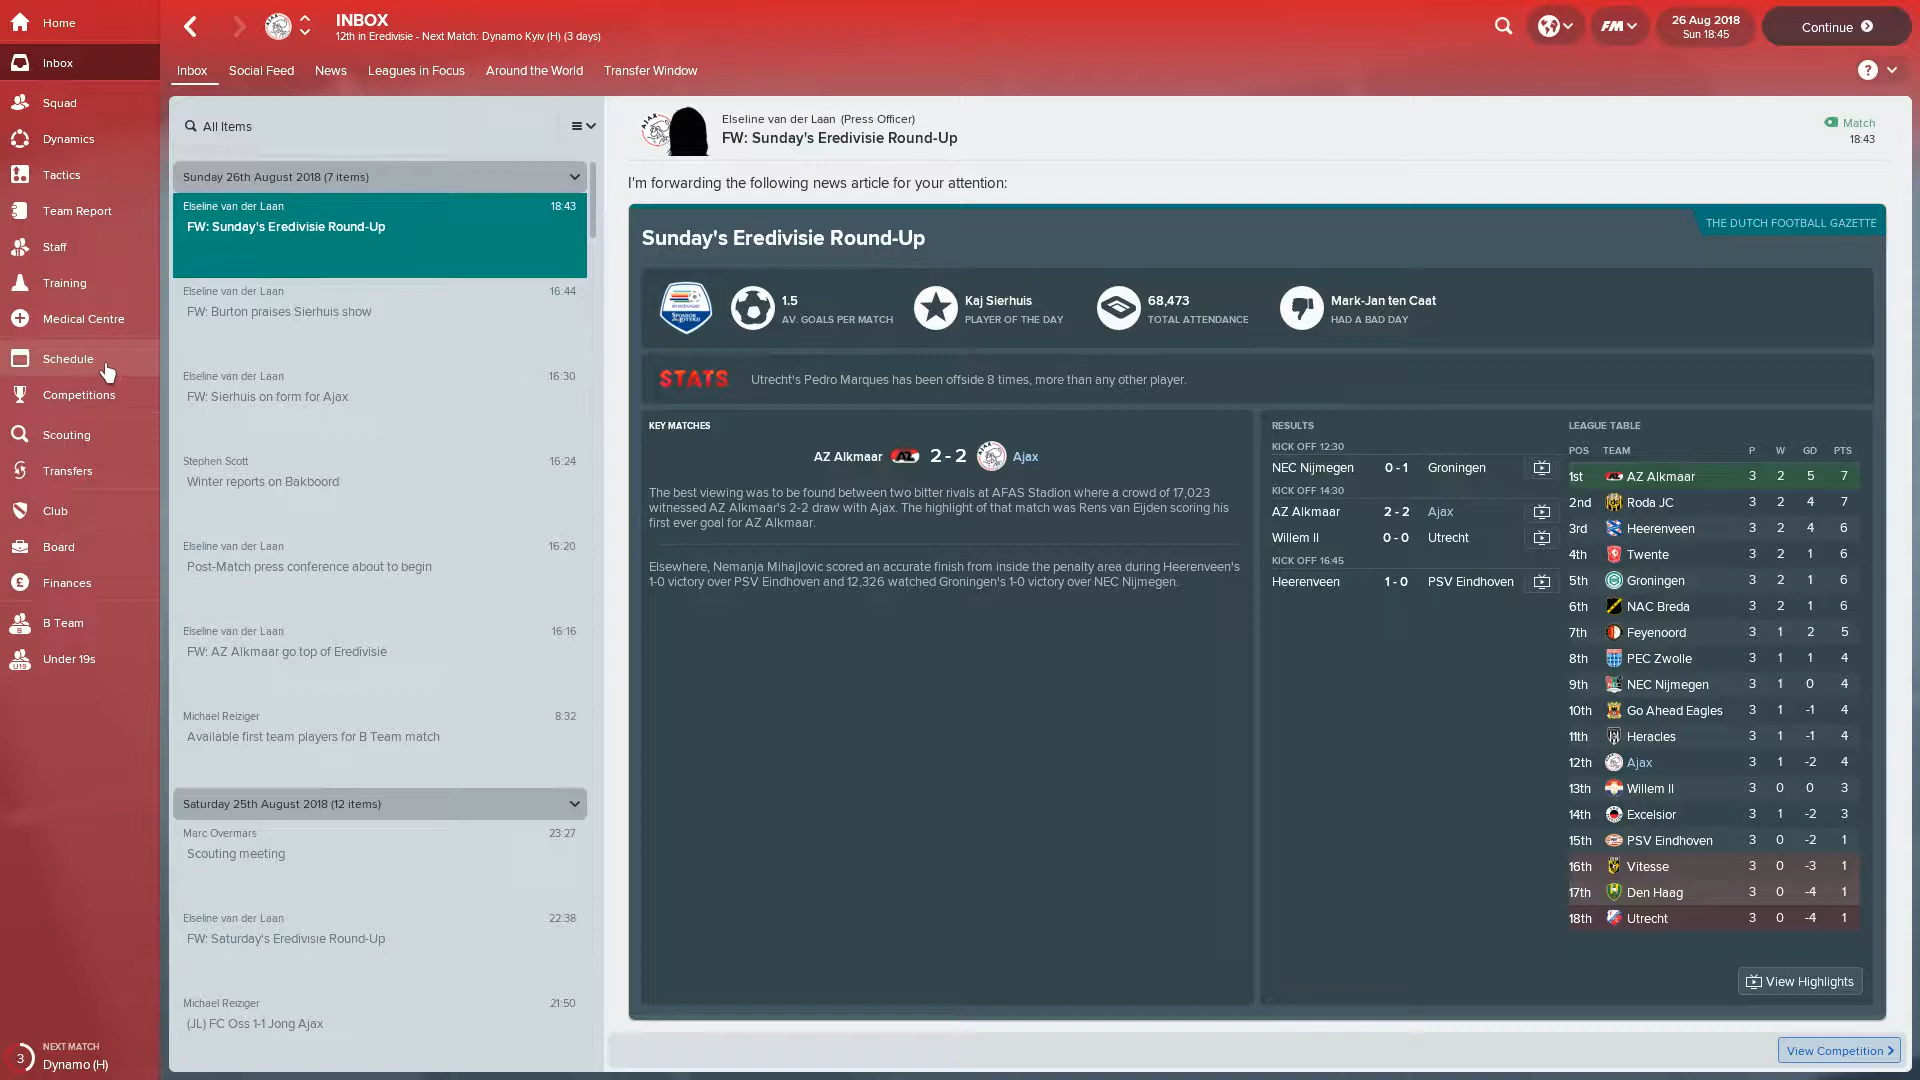 Home
Inbox
Squad
Dynamics
Tactics
Team Report
Staff
Training
Medical Centre
Schedule
Competitions
Scouting
Transfers
Club
Board
Finances
B Team
Under 19s
3
NEXT MATCH
Dynamo (H)
INBOX
12th in Eredivisie - Next Match: Dynamo Kyiv (H) (3 days)
FM
26 Aug 2018
Sun 18:45
Continue
Inbox Social Feed News Leagues in Focus Around the World Transfer Window
?
All Items
Sunday 26th August 2018 (7 items)
Elseline van der Laan 18:43
FW: Sunday's Eredivisie Round-Up
Elseline van der Laan 16:44
FW: Burton praises Sierhuis show
Elseline van der Laan 16:30
FW: Sierhuis on form for Ajax
Stephen Scott 16:24
Winter reports on Bakboord
Elseline van der Laan 16:20
Post-Match press conference about to begin
Elseline van der Laan 16:16
FW: AZ Alkmaar go top of Eredivisie
Michael Reiziger 8:32
Available first team players for B Team match
Saturday 25th August 2018 (12 items)
Marc Overmars 23:27
Scouting meeting
Elseline van der Laan 22:38
FW: Saturday's Eredivisie Round-Up
Michael Reiziger 21:50
(JL) FC Oss 1-1 Jong Ajax
Elseline van der Laan (Press Officer)
FW: Sunday's Eredivisie Round-Up
Match
18:43
I'm forwarding the following news article for your attention:
THE DUTCH FOOTBALL GAZETTE
Sunday's Eredivisie Round-Up
1.5
AV. GOALS PER MATCH
Kaj Sierhuis
PLAYER OF THE DAY
68,473
TOTAL ATTENDANCE
Mark-Jan ten Caat
HAD A BAD DAY
STATS
Utrecht's Pedro Marques has been offside 8 times, more than any other player.
KEY MATCHES
AZ Alkmaar 2 - 2 Ajax
The best viewing was to be found between two bitter rivals at AFAS Stadion where a crowd of 17,023
witnessed AZ Alkmaar's 2-2 draw with Ajax. The highlight of that match was Rens van Eijden scoring his
first ever goal for AZ Alkmaar.
Elsewhere, Nemanja Mihajlovic scored an accurate finish from inside the penalty area during Heerenveen's
1-0 victory over PSV Eindhoven and 12,326 watched Groningen's 1-0 victory over NEC Nijmegen.
RESULTS
KICK OFF 12:30
NEC Nijmegen 0 - 1 Groningen
KICK OFF 14:30
AZ Alkmaar 2 - 2 Ajax
Willem II 0 - 0 Utrecht
KICK OFF 16:45
Heerenveen 1 - 0 PSV Eindhoven
LEAGUE TABLE
POS TEAM P W GD PTS
1st AZ Alkmaar 3 2 5 7
2nd Roda JC 3 2 4 7
3rd Heerenveen 3 2 4 6
4th Twente 3 2 1 6
5th Groningen 3 2 1 6
6th NAC Breda 3 2 1 6
7th Feyenoord 3 1 2 5
8th PEC Zwolle 3 1 1 4
9th NEC Nijmegen 3 1 0 4
10th Go Ahead Eagles 3 1 -1 4
11th Heracles 3 1 -1 4
12th Ajax 3 1 -2 4
13th Willem II 3 0 0 3
14th Excelsior 3 1 -2 3
15th PSV Eindhoven 3 0 -2 1
16th Vitesse 3 0 -3 1
17th Den Haag 3 0 -4 1
18th Utrecht 3 0 -4 1
View Highlights
View Competition